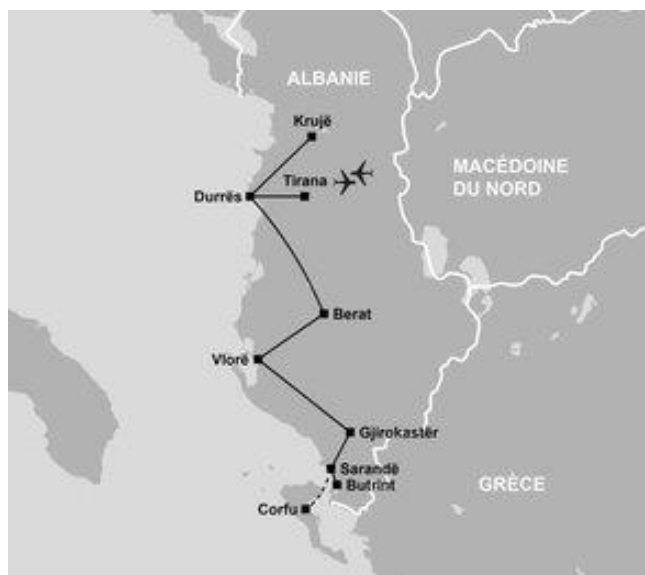 ALBANIE
Krujë
Tirana
MACÉDOINE
DU NORD
Durrës
Berat
Vlorë
Gjirokastër
Sarandë
Butrint
GRÈCE
Corfu